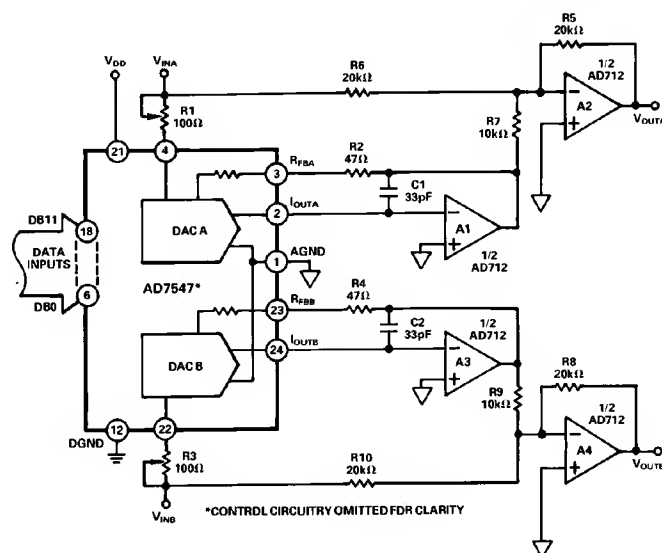 R5
20kΩ
VDD
VINA
R6
20kΩ
1/2
AD712
R1
100Ω
R7
10kΩ
A2
VOUTA
21
4
RFBA
3
R2
47Ω
DB11
18
C1
33pF
IOUTA
2
DAC A
A1
DATA
INPUTS
AGND
1
1/2
AD712
AD7547*
DB0
6
RFBB
23
R4
47Ω
1/2
AD712
IOUTB
24
C2
33pF
A3
R8
20kΩ
DAC B
R9
10kΩ
1/2
AD712
DGND
12
22
A4
VOUTB
R3
100Ω
R10
20kΩ
VINB
*CONTROL CIRCUITRY OMITTED FDR CLARITY